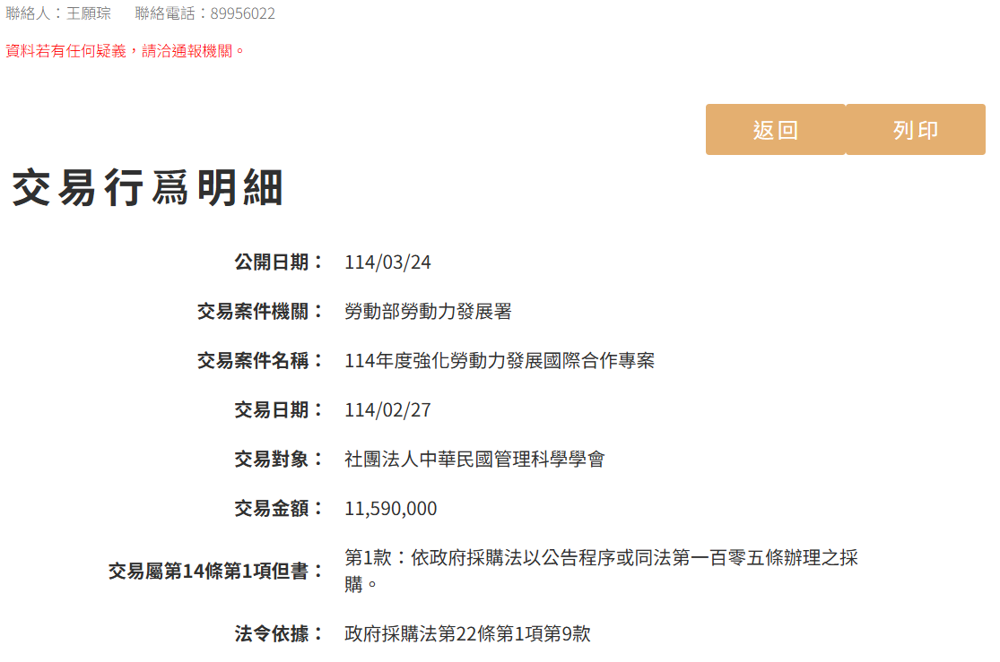 聯絡人：王願琮 聯絡電話：89956022
資料若有任何疑義，請洽通報機關。
返回 列印
交易行爲明細
公開日期： 114/03/24
交易案件機關： 勞動部勞動力發展署
交易案件名稱： 114年度強化勞動力發展國際合作專案
交易日期： 114/02/27
交易對象： 社團法人中華民國管理科學學會
交易金額： 11,590,000
交易屬第14條第1項但書： 第1款：依政府採購法以公告程序或同法第一百零五條辦理之採
購。
法令依據： 政府採購法第22條第1項第9款